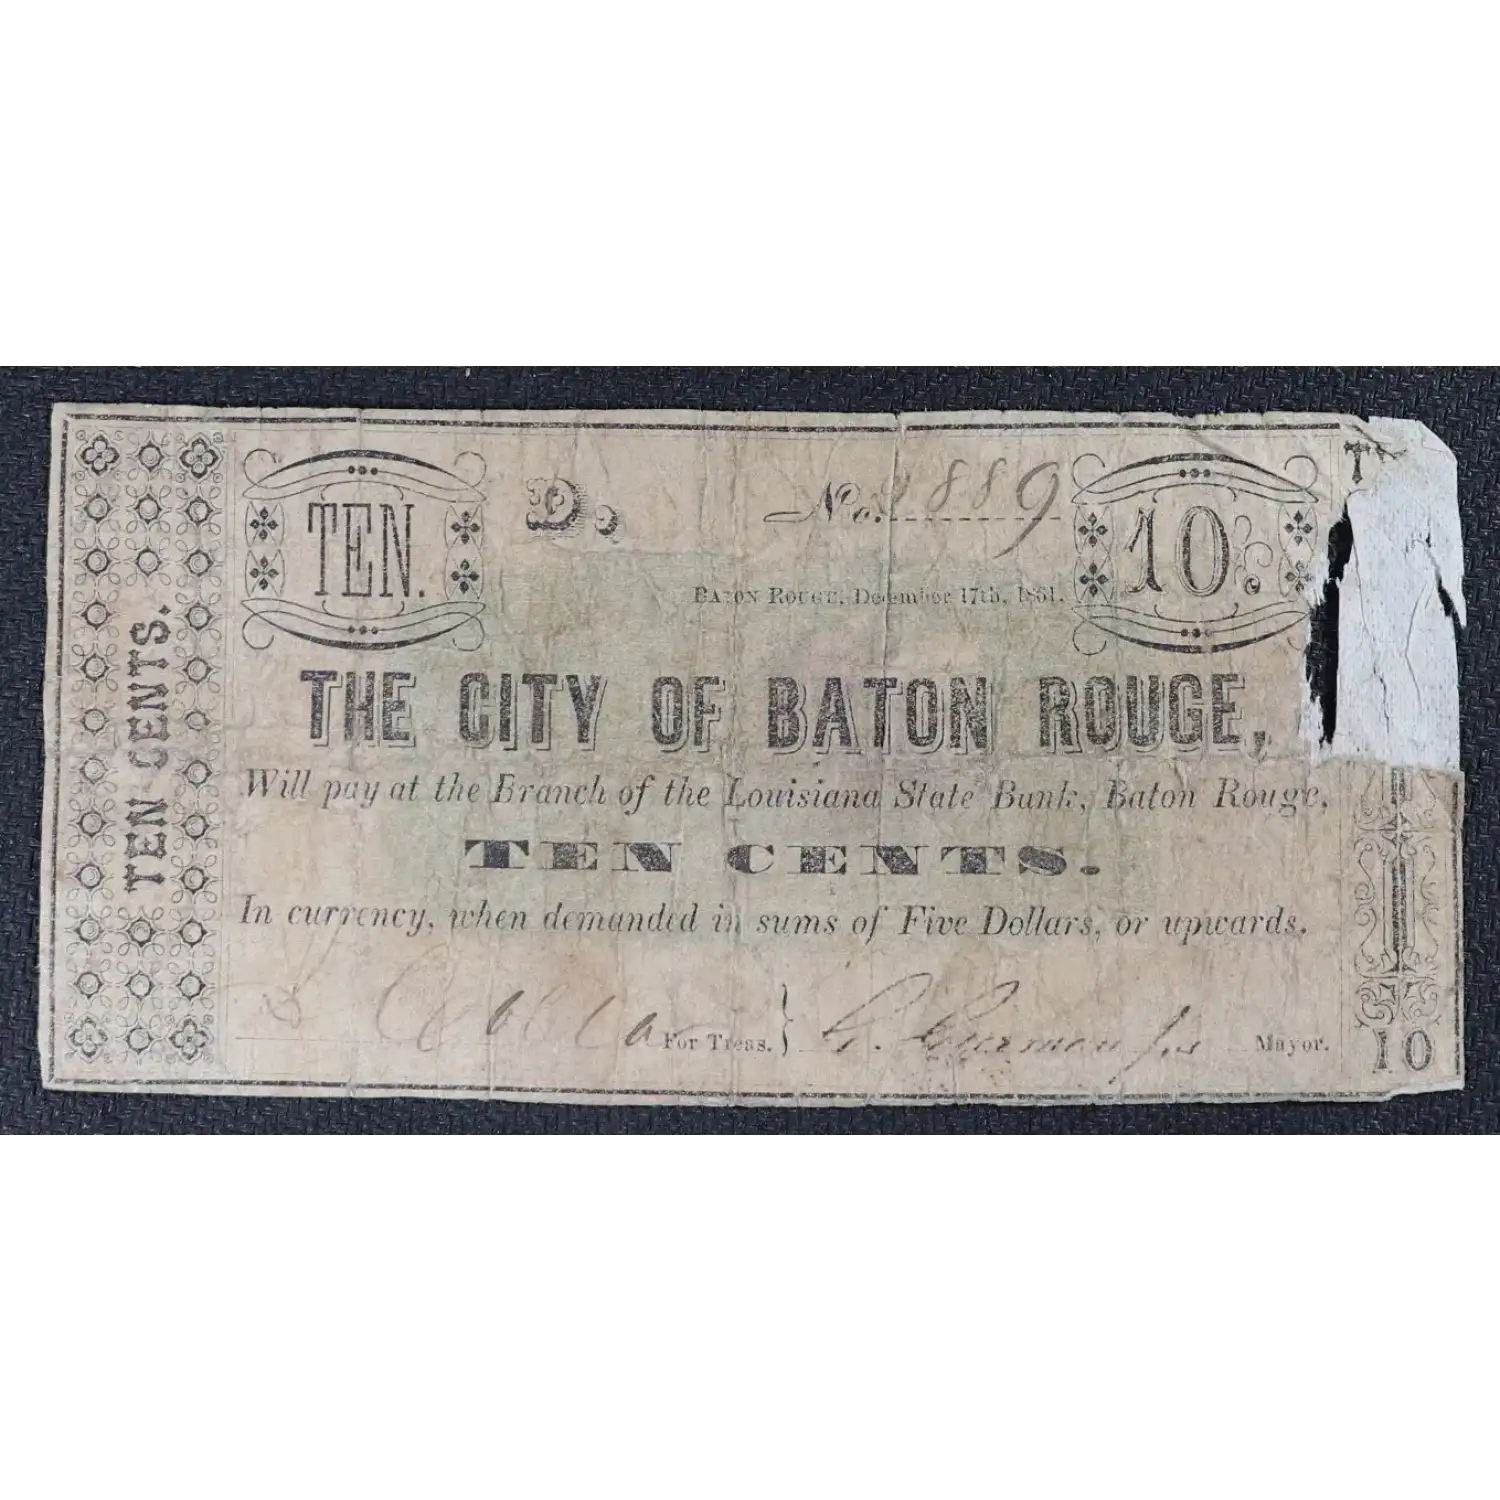 TEN CENTS.
TEN.
D.
No. 889
10.
BATON ROUGE, December 17th, 1861.
THE CITY OF BATON ROUGE,
Will pay at the Branch of the Louisiana State Bank, Baton Rouge,
TEN CENTS.
In currency, when demanded in sums of Five Dollars, or upwards.
For Treas. }
Mayor.
10